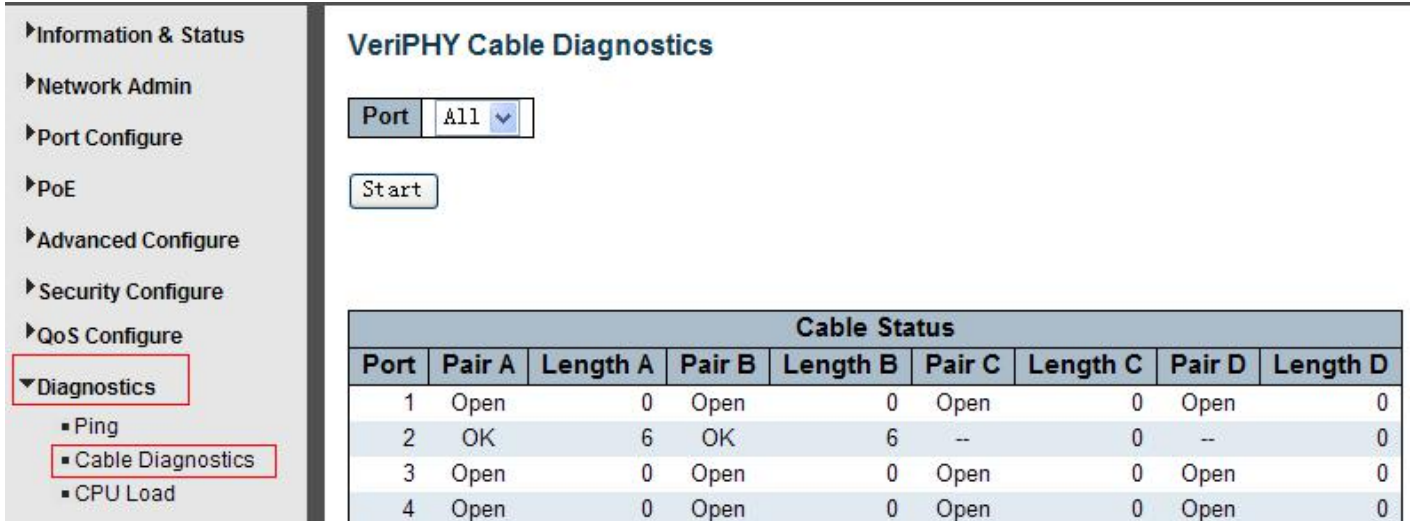 Information & Status
Network Admin
Port Configure
PoE
Advanced Configure
Security Configure
QoS Configure
Diagnostics
Ping
Cable Diagnostics
CPU Load
VeriPHY Cable Diagnostics
Port All
Start
Cable Status
Port Pair A Length A Pair B Length B Pair C Length C Pair D Length D
1 Open 0 Open 0 Open 0 Open 0
2 OK 6 OK 6 -- 0 -- 0
3 Open 0 Open 0 Open 0 Open 0
4 Open 0 Open 0 Open 0 Open 0